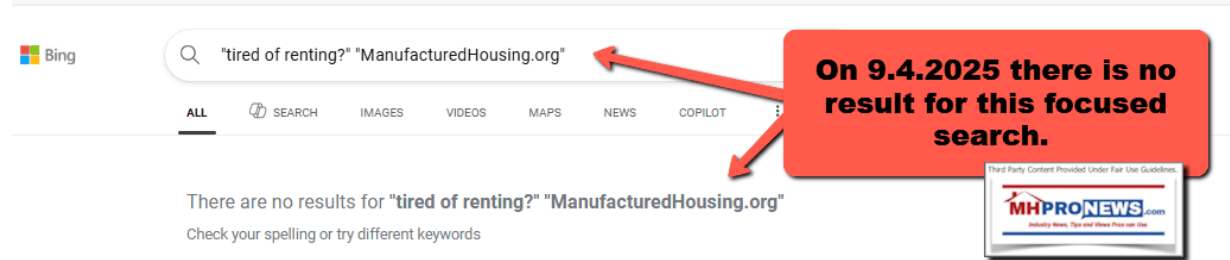 Bing
"tired of renting?" "ManufacturedHousing.org"
ALL SEARCH IMAGES VIDEOS MAPS NEWS COPILOT
On 9.4.2025 there is no
result for this focused
search.
There are no results for "tired of renting?" "ManufacturedHousing.org"
Check your spelling or try different keywords
Third Party Content Provided Under Fair Use Guidelines.
MHPRONEWS.com
Industry News, Tips and Views Pros can Use.